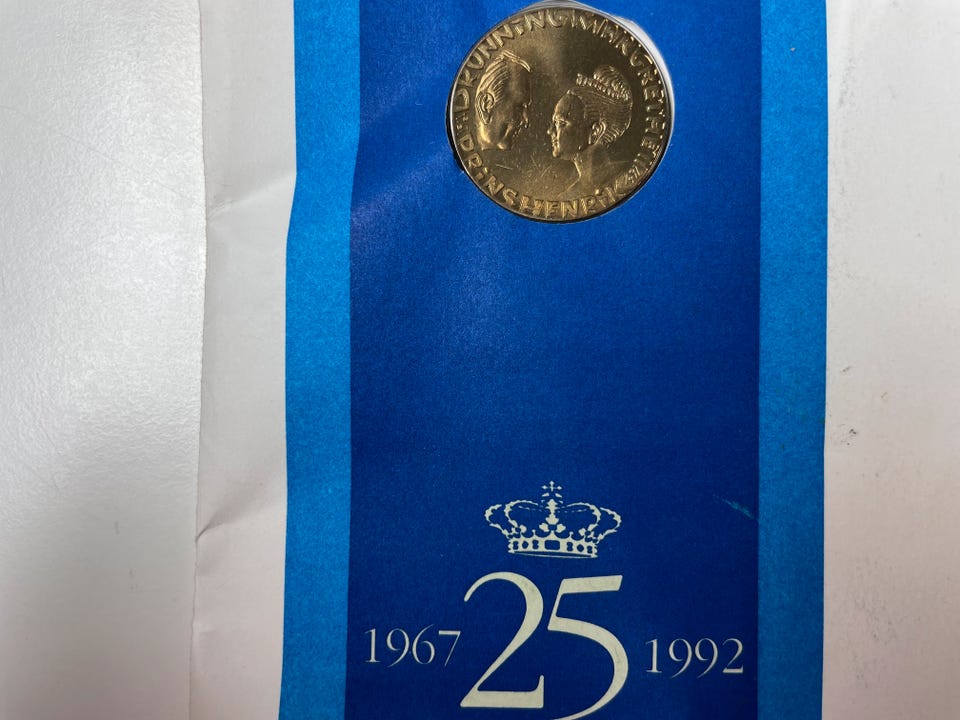 DRONNING MARGRETHE II
PRINS HENRIK
1967 25 1992